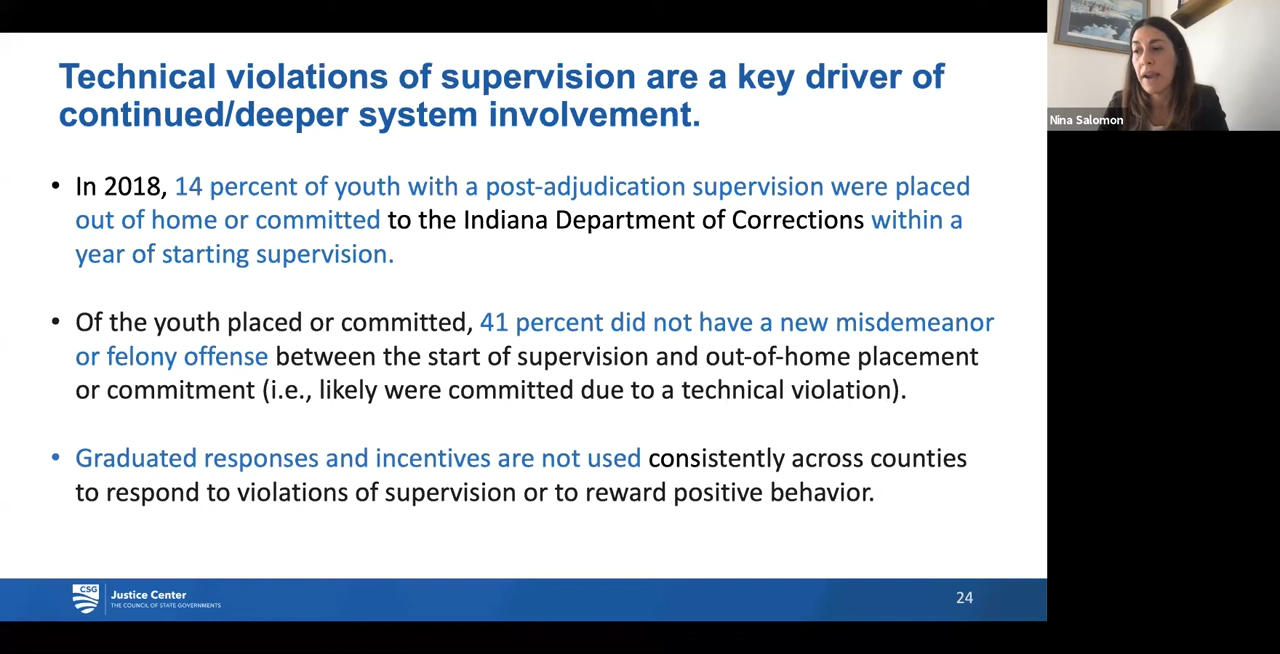 Technical violations of supervision are a key driver of
continued/deeper system involvement.
Nina Salomon
• In 2018, 14 percent of youth with a post-adjudication supervision were placed
out of home or committed to the Indiana Department of Corrections within a
year of starting supervision.
• Of the youth placed or committed, 41 percent did not have a new misdemeanor
or felony offense between the start of supervision and out-of-home placement
or commitment (i.e., likely were committed due to a technical violation).
• Graduated responses and incentives are not used consistently across counties
to respond to violations of supervision or to reward positive behavior.
CSG
Justice Center
THE COUNCIL OF STATE GOVERNMENTS
24